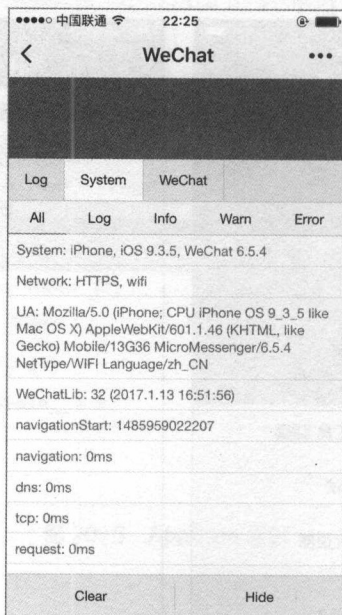 中国联通 22:25
WeChat
Log System WeChat
All Log Info Warn Error
System: iPhone, iOS 9.3.5, WeChat 6.5.4
Network: HTTPS, wifi
UA: Mozilla/5.0 (iPhone; CPU iPhone OS 9_3_5 like
Mac OS X) AppleWebKit/601.1.46 (KHTML, like
Gecko) Mobile/13G36 MicroMessenger/6.5.4
NetType/WIFI Language/zh_CN
WeChatLib: 32 (2017.1.13 16:51:56)
navigationStart: 1485959022207
navigation: 0ms
dns: 0ms
tcp: 0ms
request: 0ms
Clear Hide